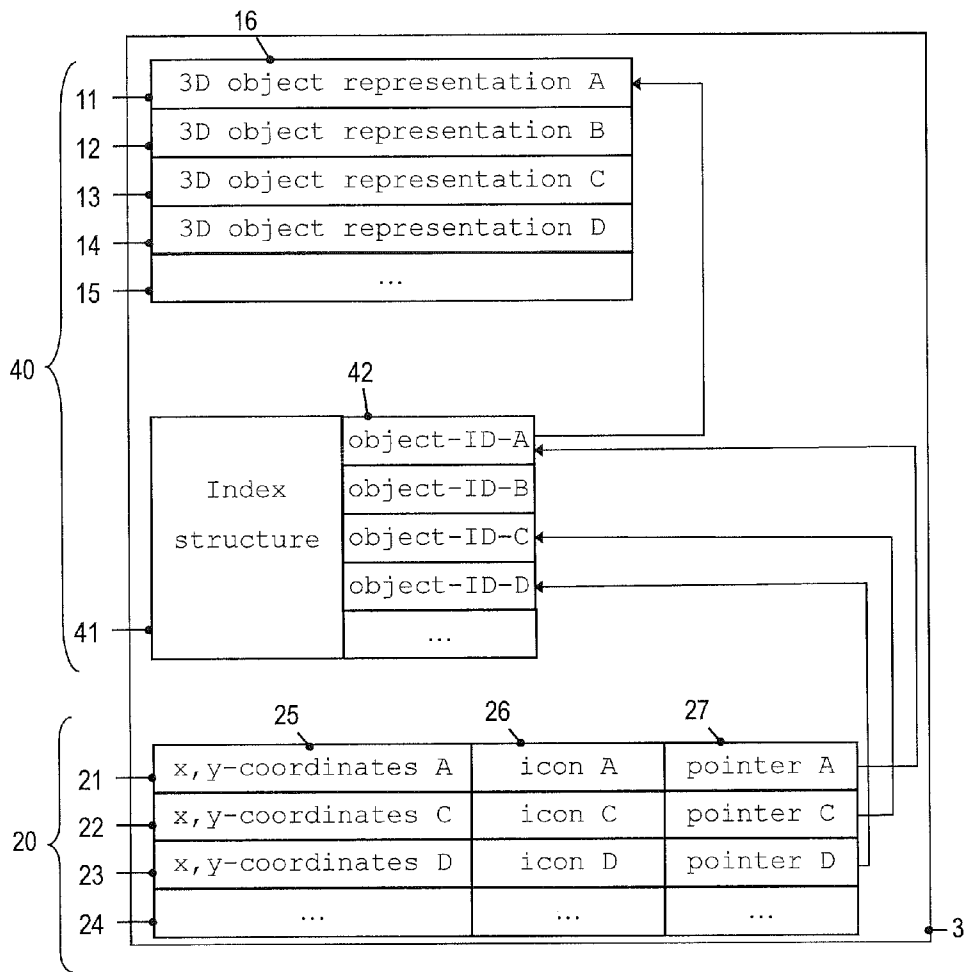 16
11 3D object representation A
12 3D object representation B
13 3D object representation C
14 3D object representation D
15 ...
40
42
Index structure
object-ID-A
object-ID-B
object-ID-C
object-ID-D
...
41
25 26 27
21 x,y-coordinates A icon A pointer A
22 x,y-coordinates C icon C pointer C
20
23 x,y-coordinates D icon D pointer D
24 ... ... ...
3